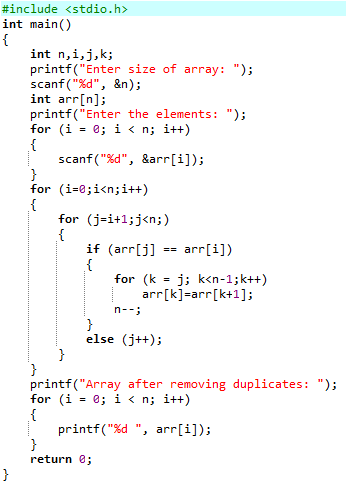 #include <stdio.h>
int main()
{
    int n,i,j,k;
    printf("Enter size of array: ");
    scanf("%d", &n);
    int arr[n];
    printf("Enter the elements: ");
    for (i = 0; i < n; i++)
    {
        scanf("%d", &arr[i]);
    }
    for (i=0;i<n;i++)
    {
        for (j=i+1;j<n;)
        {
            if (arr[j] == arr[i])
            {
                for (k = j; k<n-1;k++)
                    arr[k]=arr[k+1];
                n--;
            }
            else (j++);
        }
    }
    printf("Array after removing duplicates: ");
    for (i = 0; i < n; i++)
    {
        printf("%d ", arr[i]);
    }
    return 0;
}